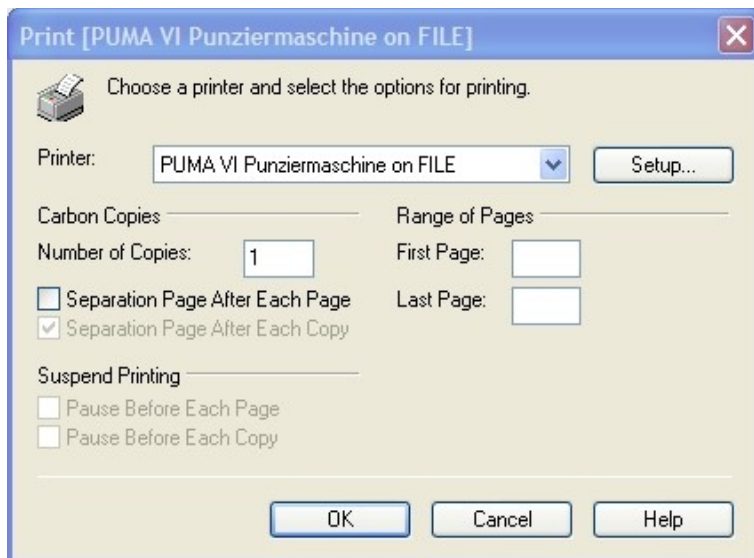 Print [PUMA VI Punziermaschine on FILE]
Choose a printer and select the options for printing.
Printer: PUMA VI Punziermaschine on FILE Setup...
Carbon Copies Range of Pages
Number of Copies: 1 First Page:
Separation Page After Each Page Last Page:
Separation Page After Each Copy
Suspend Printing
Pause Before Each Page
Pause Before Each Copy
OK Cancel Help